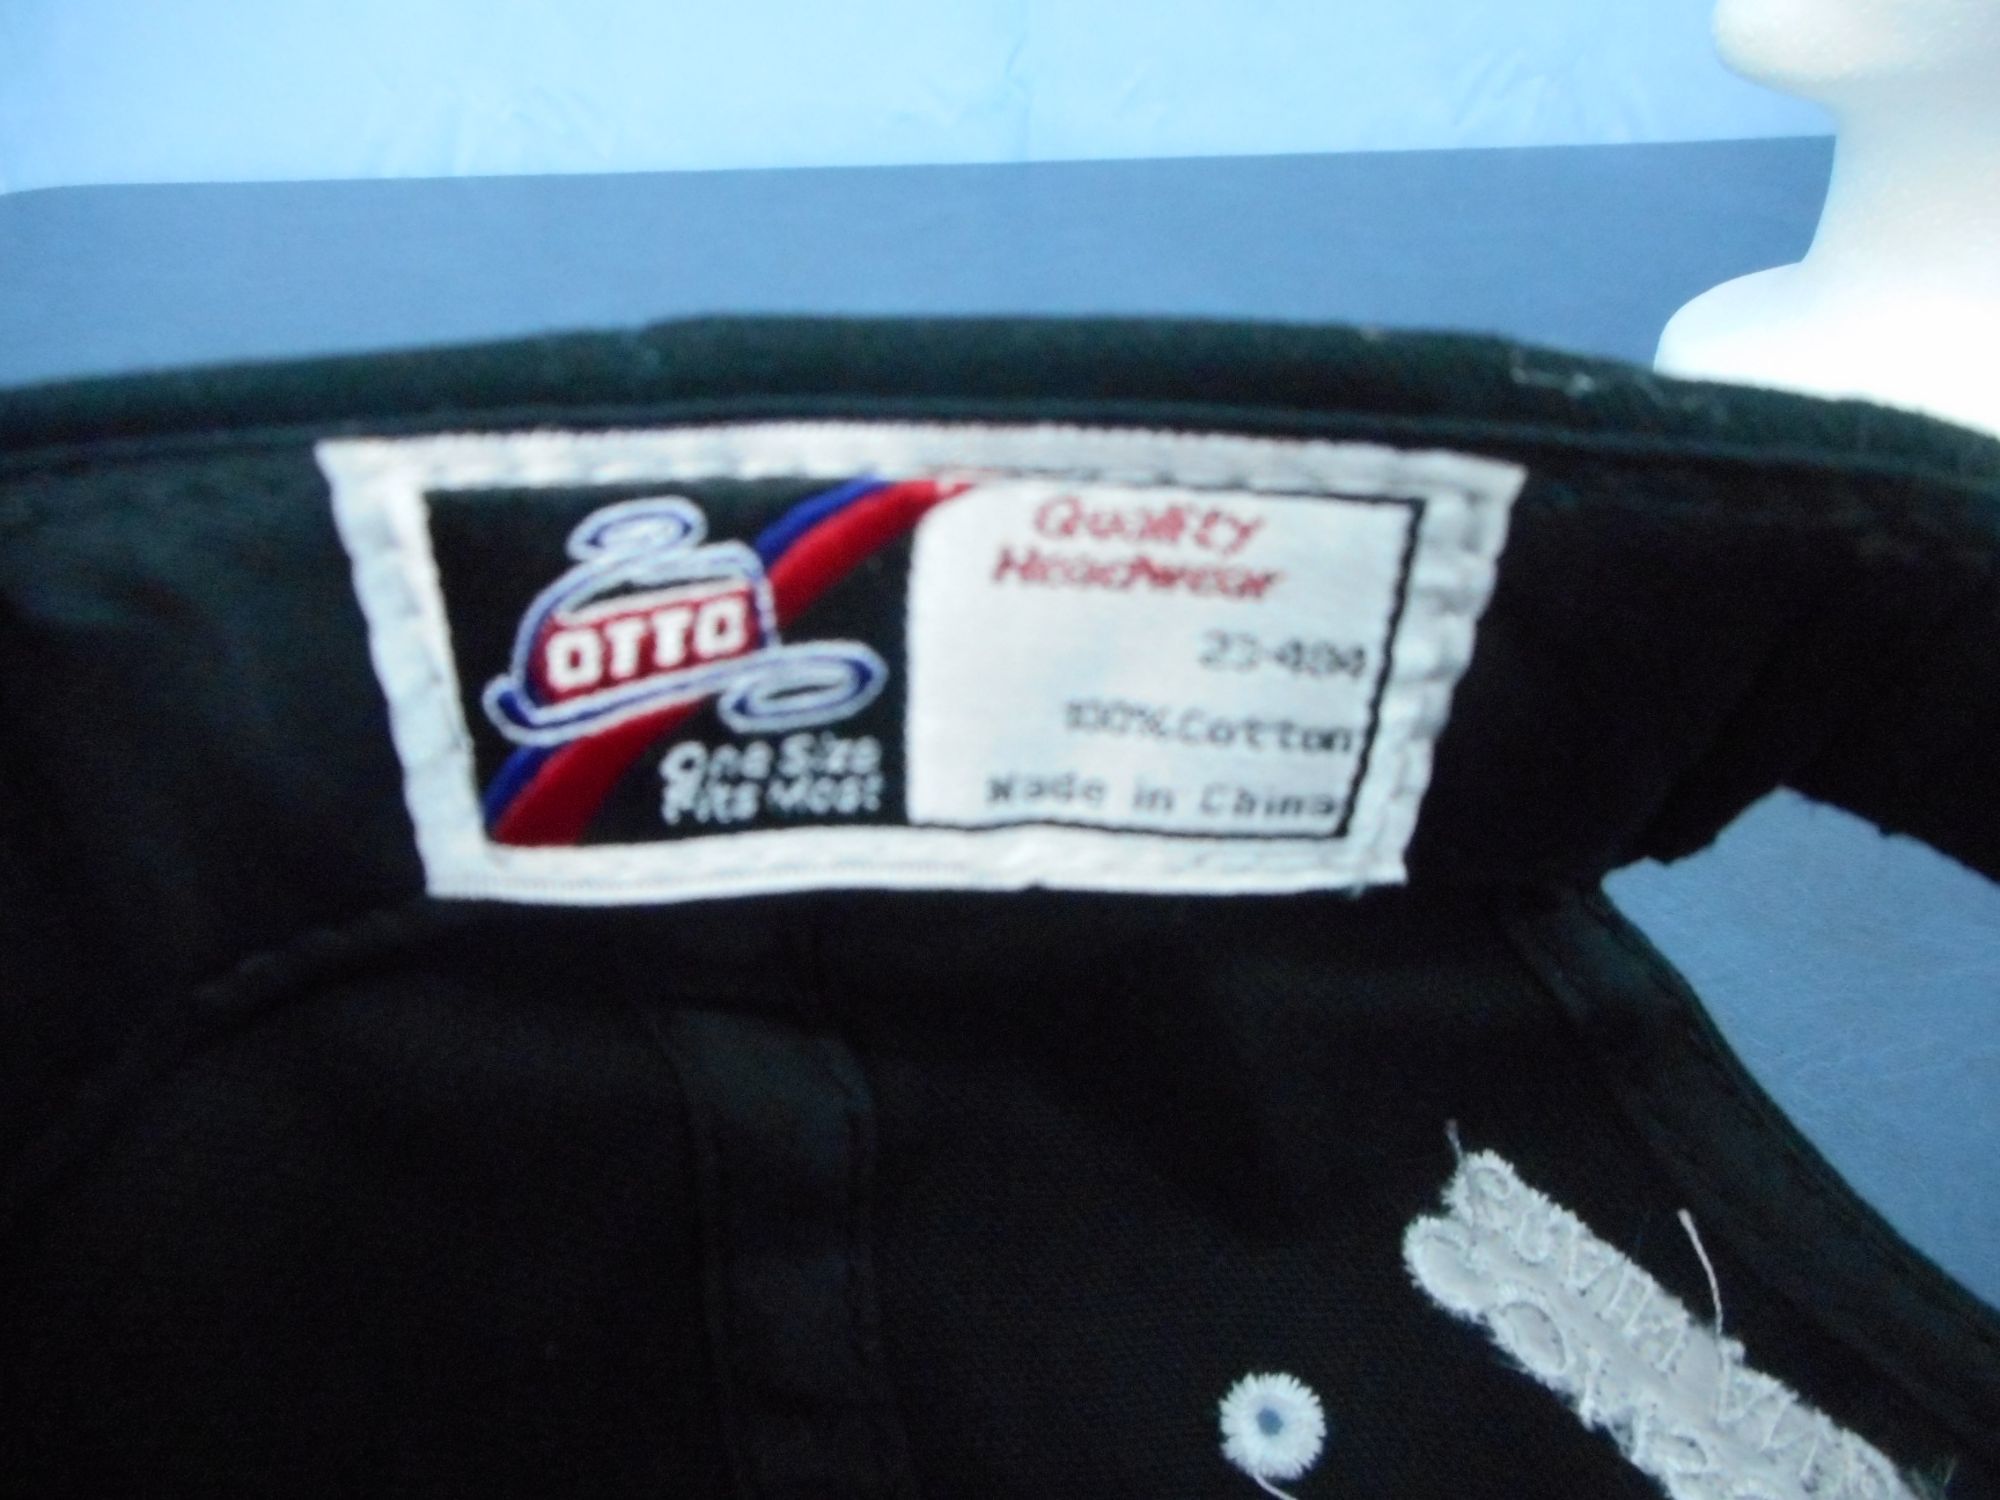 OTTO
One Size
Fits Most
Quality
Headwear
100%Cotton
Made in China